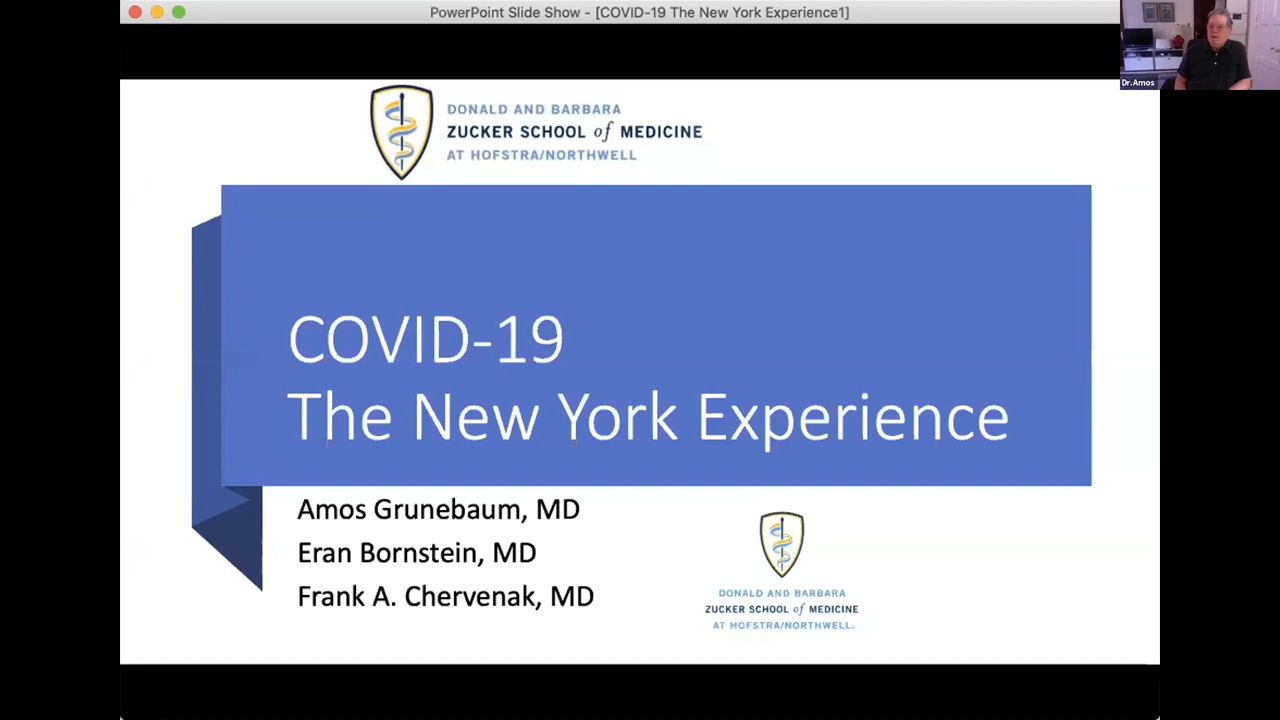 PowerPoint Slide Show - [COVID-19 The New York Experience1]
Dr.Amos
DONALD AND BARBARA
ZUCKER SCHOOL of MEDICINE
AT HOFSTRA/NORTHWELL
COVID-19
The New York Experience
Amos Grunebaum, MD
Eran Bornstein, MD
Frank A. Chervenak, MD
DONALD AND BARBARA
ZUCKER SCHOOL of MEDICINE
AT HOFSTRA/NORTHWELL.